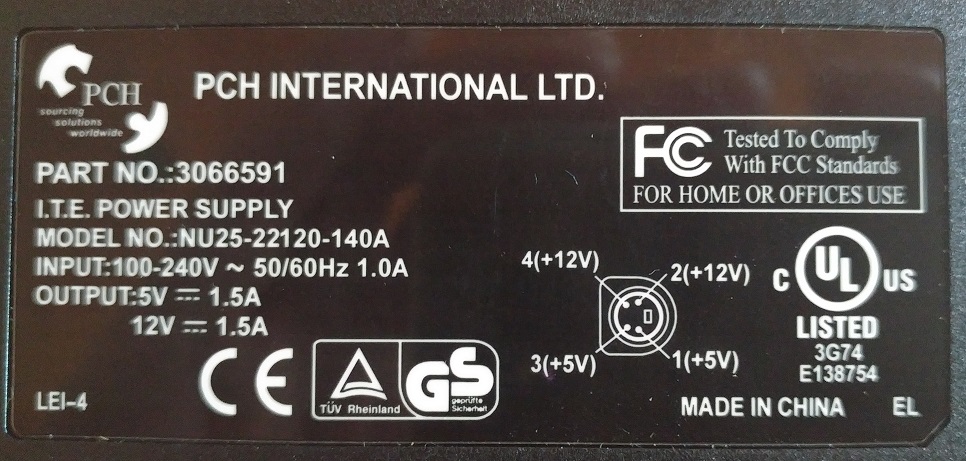 PCH
sourcing
solutions
worldwide
PCH INTERNATIONAL LTD.
FC Tested To Comply
With FCC Standards
FOR HOME OR OFFICES USE
PART NO.:3066591
I.T.E. POWER SUPPLY
MODEL NO.:NU25-22120-140A
INPUT:100-240V ~ 50/60Hz 1.0A
OUTPUT:5V ⎓ 1.5A
12V ⎓ 1.5A
4(+12V)
2(+12V)
3(+5V)
1(+5V)
C UL US
LISTED
3G74
E138754
CE
TÜV Rheinland
GS
geprüfte
Sicherheit
LEI-4
MADE IN CHINA EL